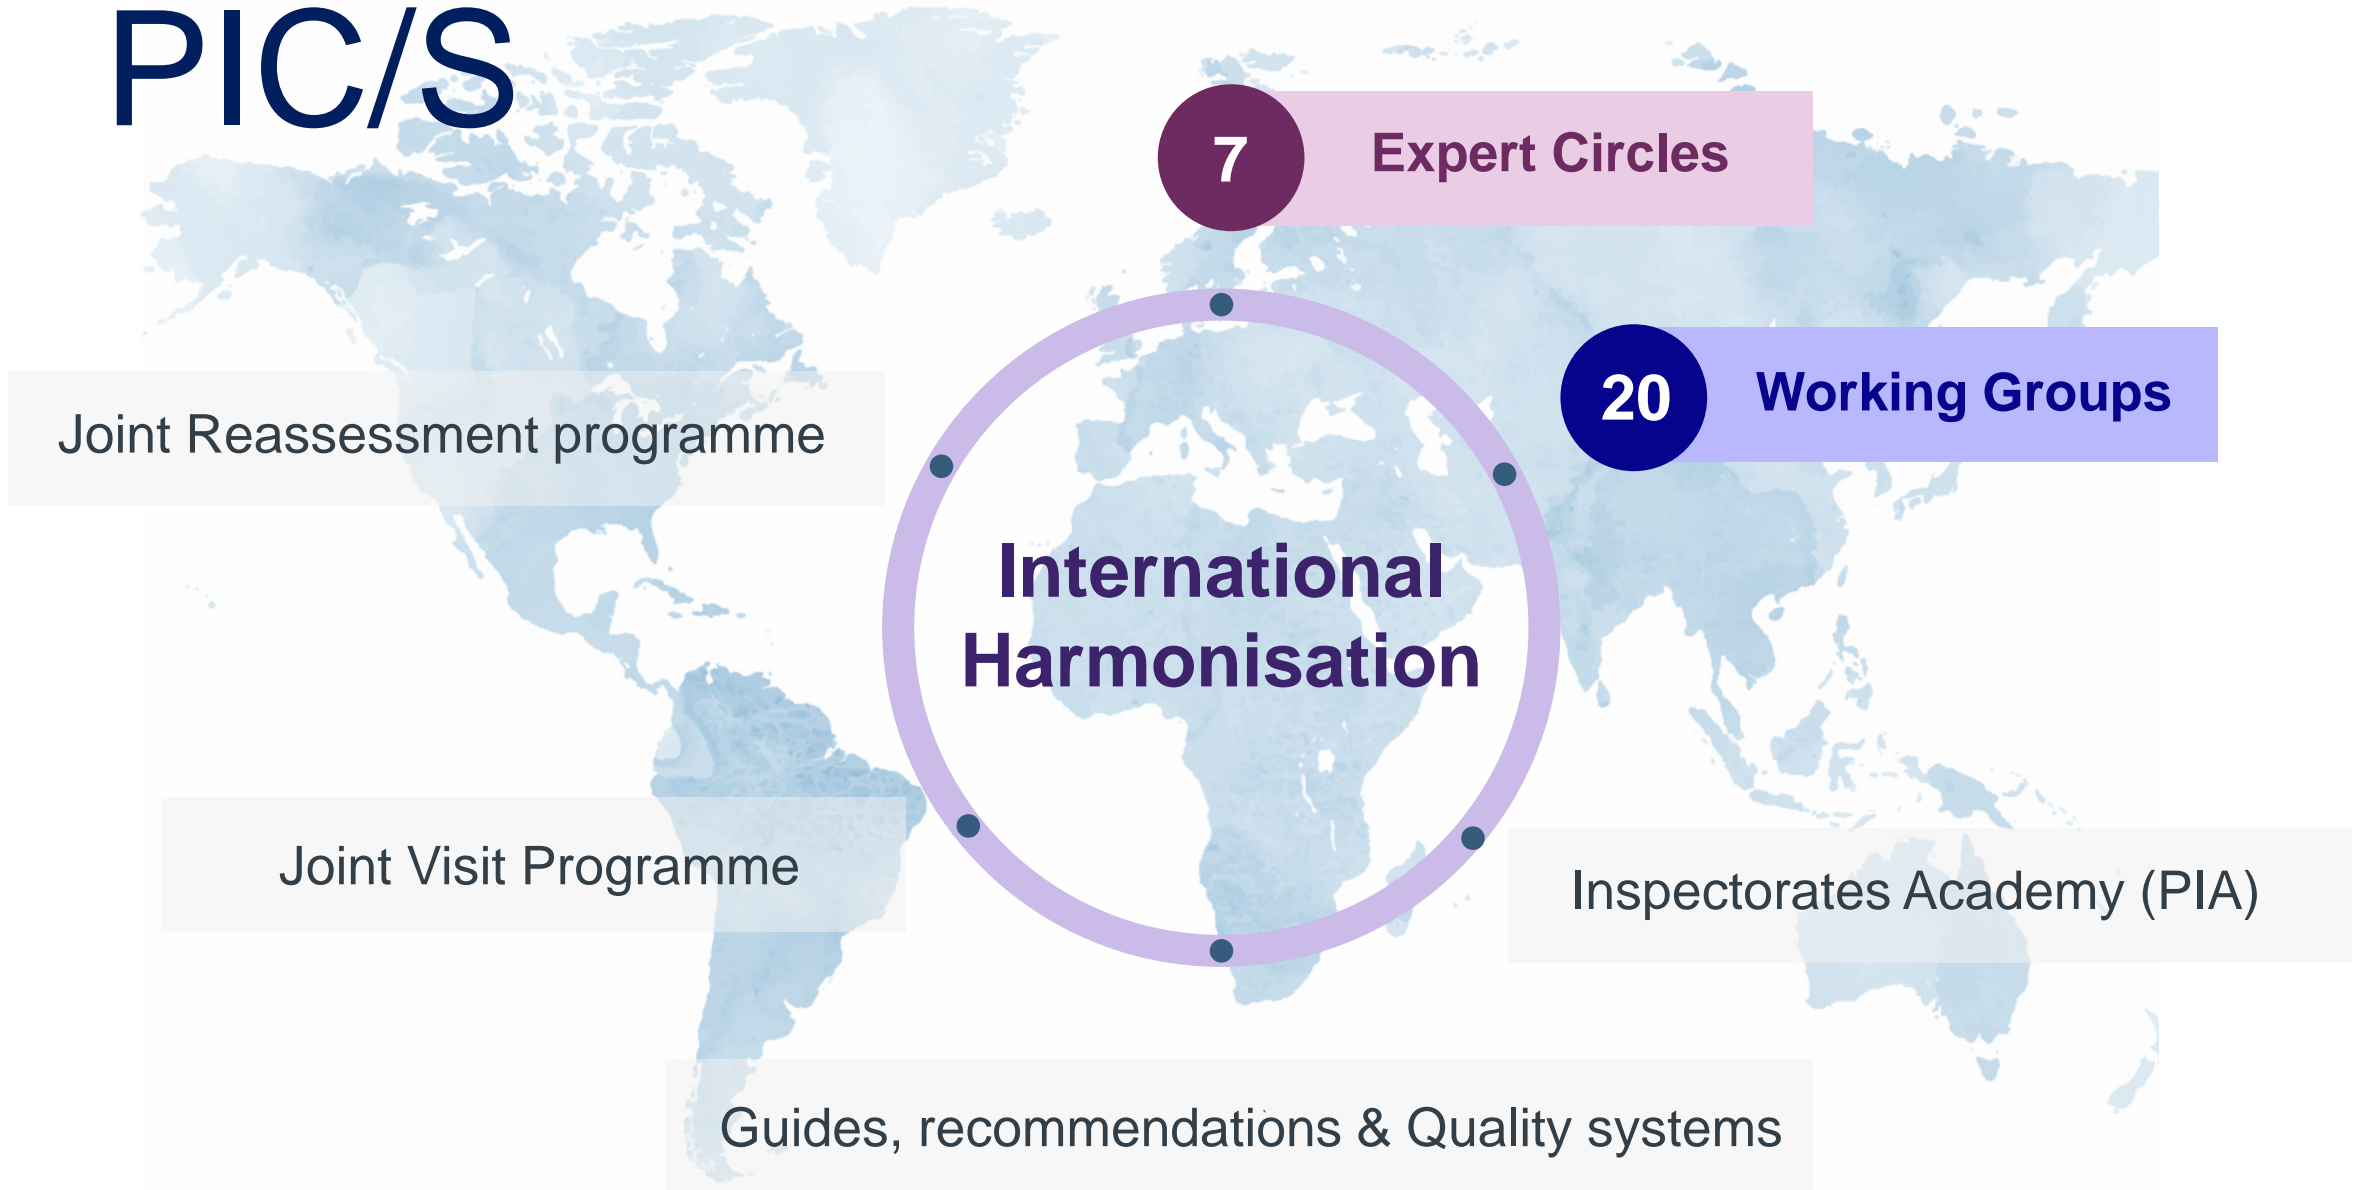 PIC/S
7
Expert Circles
20
Working Groups
Joint Reassessment programme
International
Harmonisation
Joint Visit Programme
Inspectorates Academy (PIA)
Guides, recommendations & Quality systems